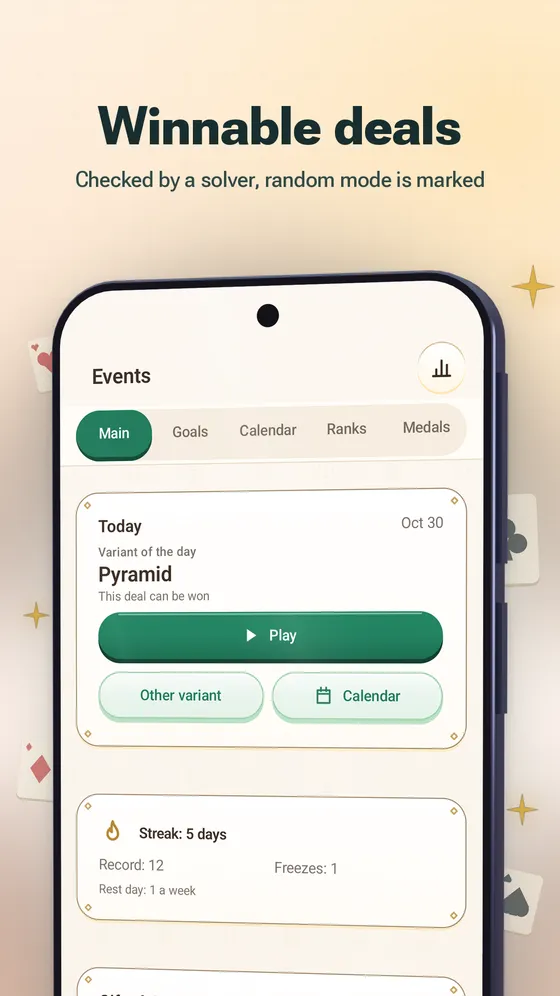 Winnable deals
Checked by a solver, random mode is marked
Events
Main Goals Calendar Ranks Medals
Today Oct 30
Variant of the day
Pyramid
This deal can be won
Play
Other variant Calendar
Streak: 5 days
Record: 12 Freezes: 1
Rest day: 1 a week